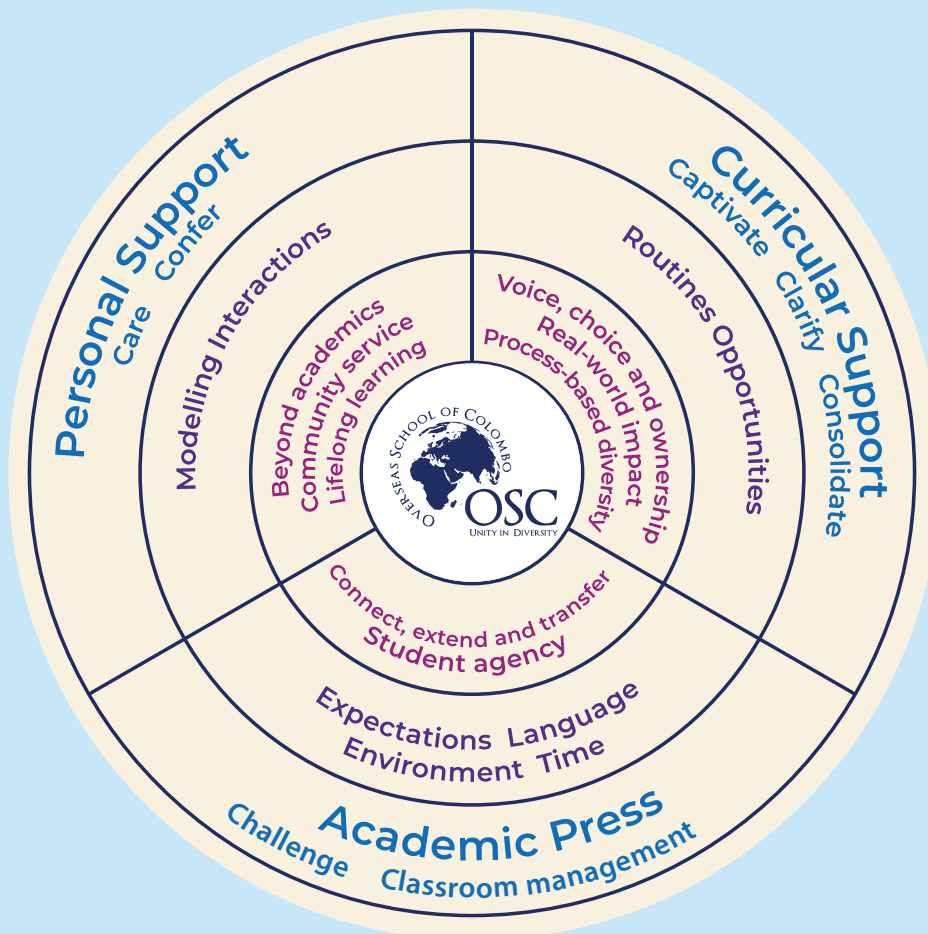 Personal Support
Care Confer
Modelling Interactions
Beyond academics
Community service
Lifelong learning
Curricular Support
Captivate Clarify Consolidate
Routines Opportunities
Voice, choice and ownership
Real-world impact
Process-based diversity
OVERSEAS SCHOOL OF COLOMBO
OSC
UNITY IN DIVERSITY
Connect, extend and transfer
Student agency
Expectations Language
Environment Time
Academic Press
Challenge Classroom management